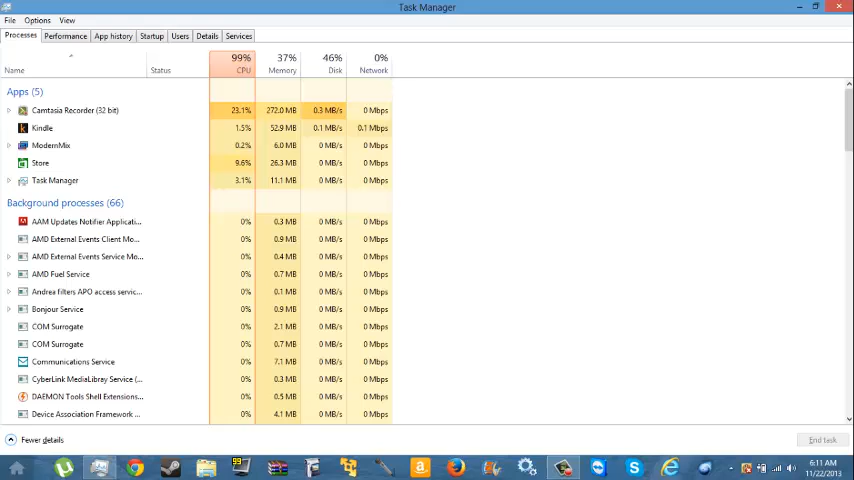 Task Manager
File Options View
Processes Performance App history Startup Users Details Services
99% 37% 46% 0%
Name Status CPU Memory Disk Network
Apps (5)
Camtasia Recorder (32 bit) 23.1% 272.0 MB 0.3 MB/s 0 Mbps
Kindle 1.5% 52.9 MB 0.1 MB/s 0.1 Mbps
ModernMix 0.2% 6.0 MB 0 MB/s 0 Mbps
Store 9.6% 26.3 MB 0 MB/s 0 Mbps
Task Manager 3.1% 11.1 MB 0 MB/s 0 Mbps
Background processes (66)
AAM Updates Notifier Applicati... 0% 0.3 MB 0 MB/s 0 Mbps
AMD External Events Client Mo... 0% 0.9 MB 0 MB/s 0 Mbps
AMD External Events Service Mo... 0% 0.4 MB 0 MB/s 0 Mbps
AMD Fuel Service 0% 0.7 MB 0 MB/s 0 Mbps
Andrea filters APO access servic... 0% 0.1 MB 0 MB/s 0 Mbps
Bonjour Service 0% 0.9 MB 0 MB/s 0 Mbps
COM Surrogate 0% 2.1 MB 0 MB/s 0 Mbps
COM Surrogate 0% 0.7 MB 0 MB/s 0 Mbps
Communications Service 0% 7.1 MB 0 MB/s 0 Mbps
CyberLink MediaLibray Service (... 0% 0.3 MB 0 MB/s 0 Mbps
DAEMON Tools Shell Extensions... 0% 0.5 MB 0 MB/s 0 Mbps
Device Association Framework ... 0% 4.1 MB 0 MB/s 0 Mbps
Fewer details End task
99
6:11 AM
11/22/2013